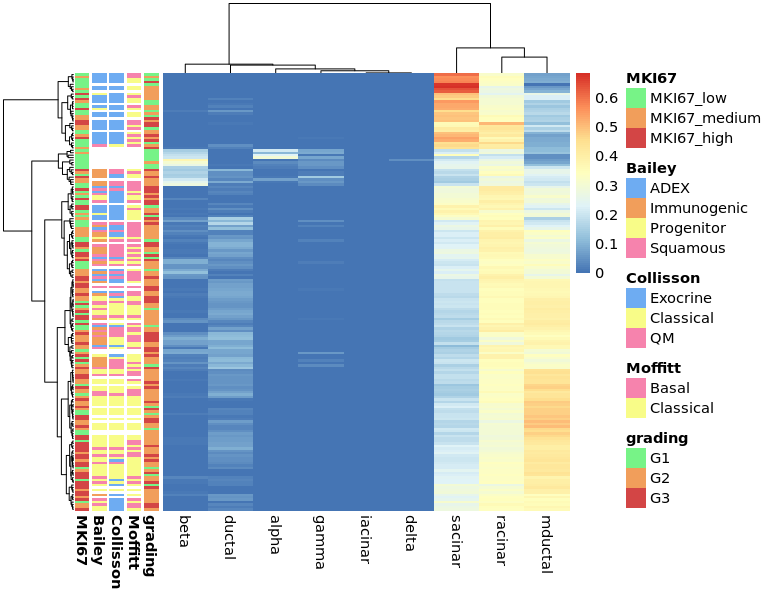 MKI67
MKI67_low
MKI67_medium
MKI67_high
0.6
0.5
0.4
0.3
0.2
0.1
0
Bailey
ADEX
Immunogenic
Progenitor
Squamous
Collisson
Exocrine
Classical
QM
Moffitt
Basal
Classical
grading
G1
G2
G3
MKI67
Bailey
Collisson
Moffitt
grading
beta
ductal
alpha
gamma
iacinar
delta
sacinar
racinar
mductal